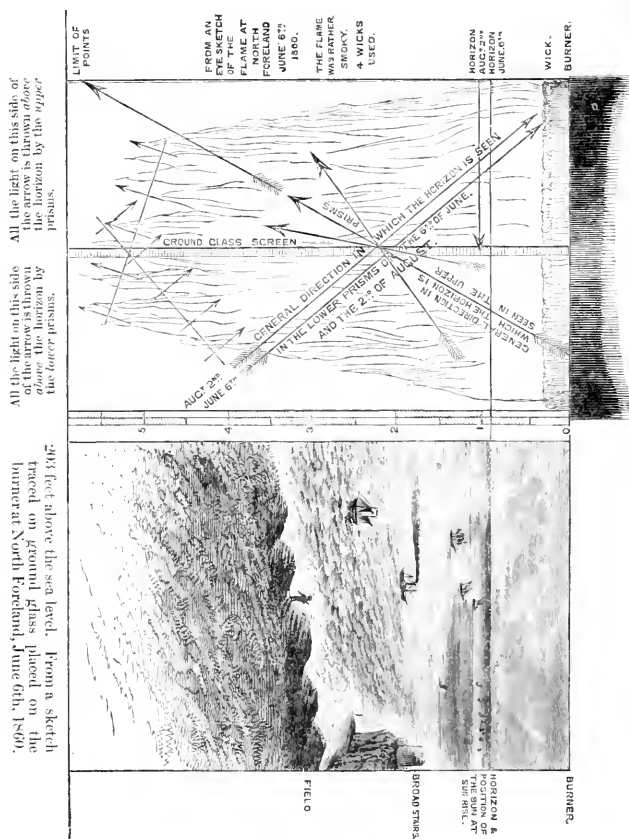 All the light on this side of
the arrow is thrown above
the horizon by the upper
prisms.
All the light on this side
of the arrow is thrown
above the horizon by
the lower prisms.
203 feet above the sea level. From a sketch
traced on ground glass placed on the
burner at North Foreland, June 6th, 1860.
LIMIT OF
POINTS
FROM AN
EYE SKETCH
OF THE
FLAME AT
NORTH
FORELAND
JUNE 6TH
1860.
THE FLAME
WAS RATHER
SMOKY.
4 WICKS
USED.
HORIZON
AUGT 2ND
HORIZON
JUNE 6TH
WICK.
BURNER.
GROUND GLASS SCREEN
PRISMS
GENERAL DIRECTION IN WHICH THE HORIZON IS SEEN
IN THE LOWER PRISMS ON THE 6TH OF JUNE.
AND THE 2ND OF AUGUST.
AUGT 2ND
JUNE 6TH
GENERAL DIRECTION IN
WHICH THE HORIZON IS
SEEN IN THE UPPER
5
4
3
2
1
0
FIELD
BROAD STAIRS.
HORIZON &
POSITION OF
THE SUN AT
SUN RISE.
BURNER